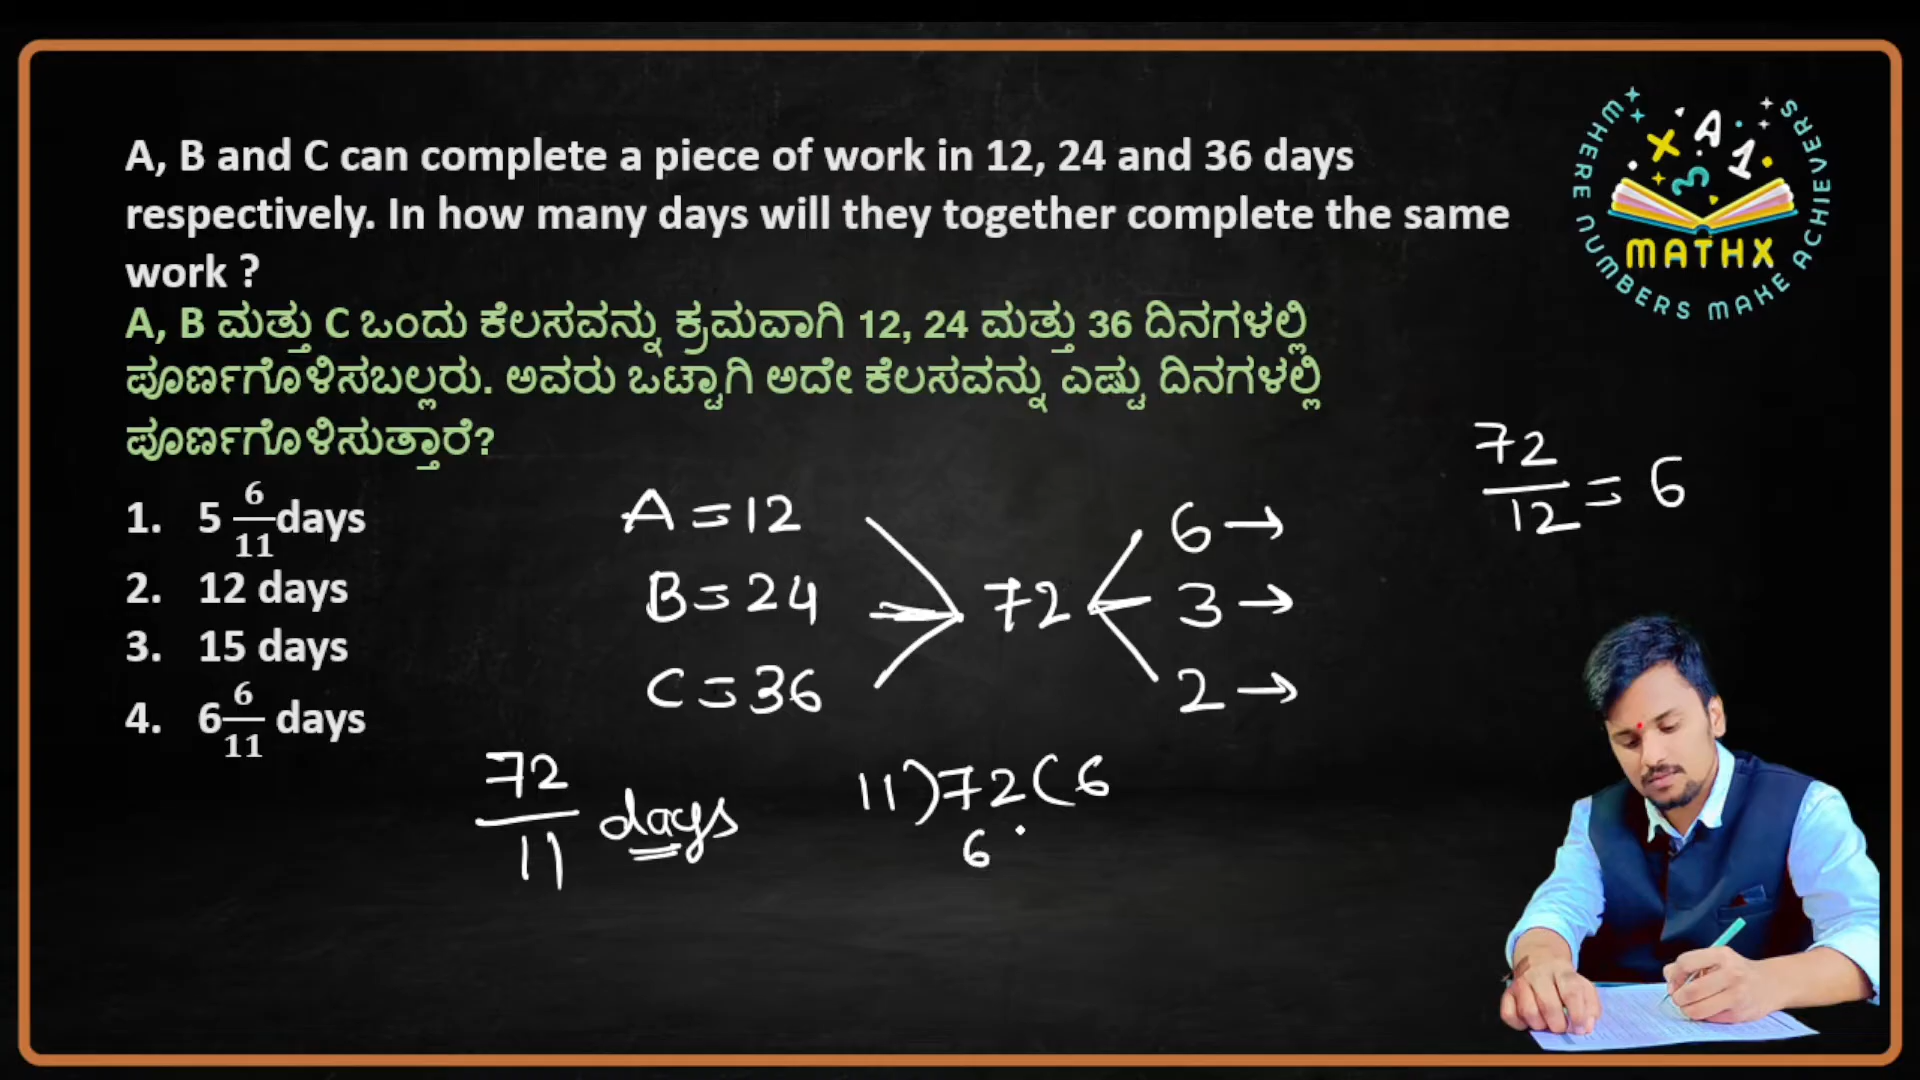 A, B and C can complete a piece of work in 12, 24 and 36 days
respectively. In how many days will they together complete the same
work ?
A, B ಮತ್ತು C ಒಂದು ಕೆಲಸವನ್ನು ಕ್ರಮವಾಗಿ 12, 24 ಮತ್ತು 36 ದಿನಗಳಲ್ಲಿ
ಪೂರ್ಣಗೊಳಿಸಬಲ್ಲರು. ಅವರು ಒಟ್ಟಾಗಿ ಅದೇ ಕೆಲಸವನ್ನು ಎಷ್ಟು ದಿನಗಳಲ್ಲಿ
ಪೂರ್ಣಗೊಳಿಸುತ್ತಾರೆ?
1. 5 6/11 days
2. 12 days
3. 15 days
4. 6 6/11 days
A = 12
B = 24
C = 36
72
6 →
3 →
2 →
72/12 = 6
72/11 days
11)72(6
6
WHERE NUMBERS MAKE ACHIEVERS
MATHX